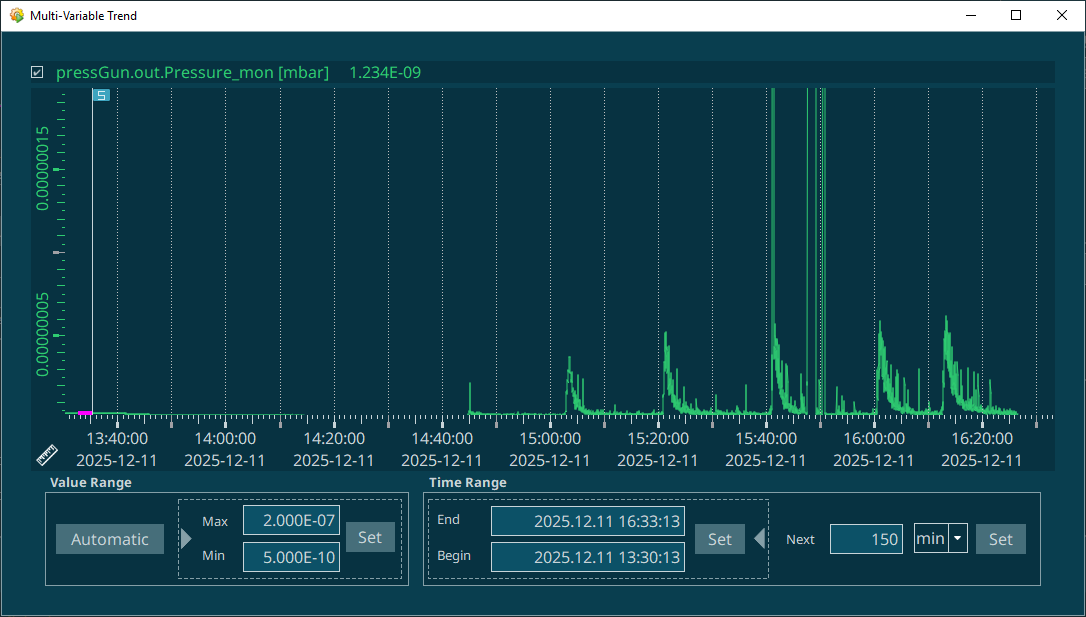 Multi-Variable Trend
pressGun.out.Pressure_mon [mbar] 1.234E-09
S
0.00000015
0.00000005
13:40:00 14:00:00 14:20:00 14:40:00 15:00:00 15:20:00 15:40:00 16:00:00 16:20:00
2025-12-11 2025-12-11 2025-12-11 2025-12-11 2025-12-11 2025-12-11 2025-12-11 2025-12-11 2025-12-11
Value Range
Automatic
Max 2.000E-07
Min 5.000E-10
Set
Time Range
End 2025.12.11 16:33:13
Begin 2025.12.11 13:30:13
Set
Next 150 min Set